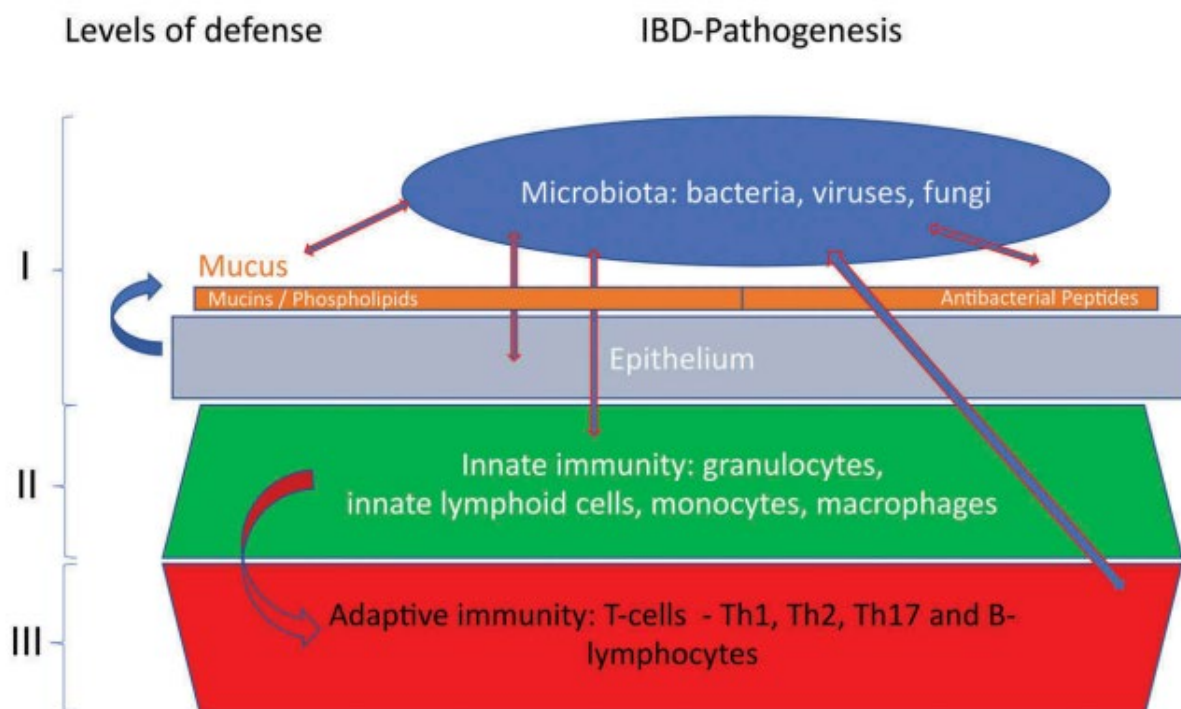 Levels of defense
IBD-Pathogenesis
Microbiota: bacteria, viruses, fungi
I
Mucus
Mucins / Phospholipids
Antibacterial Peptides
Epithelium
II
Innate immunity: granulocytes,
innate lymphoid cells, monocytes, macrophages
III
Adaptive immunity: T-cells - Th1, Th2, Th17 and B-
lymphocytes